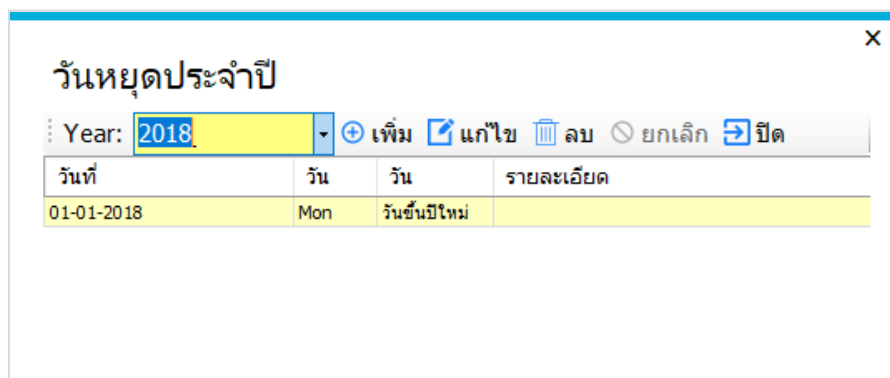 วันหยุดประจำปี
Year: 2018 เพิ่ม แก้ไข ลบ ยกเลิก ปิด
วันที่ วัน วัน รายละเอียด
01-01-2018 Mon วันขึ้นปีใหม่